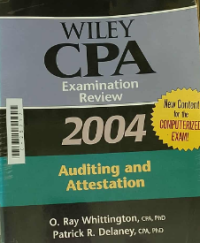 WILEY
CPA
Examination
Review
2004
New Content
for the
COMPUTERIZED
EXAM!
Auditing and
Attestation
O. Ray Whittington, CPA, PhD
Patrick R. Delaney, CPA, PhD